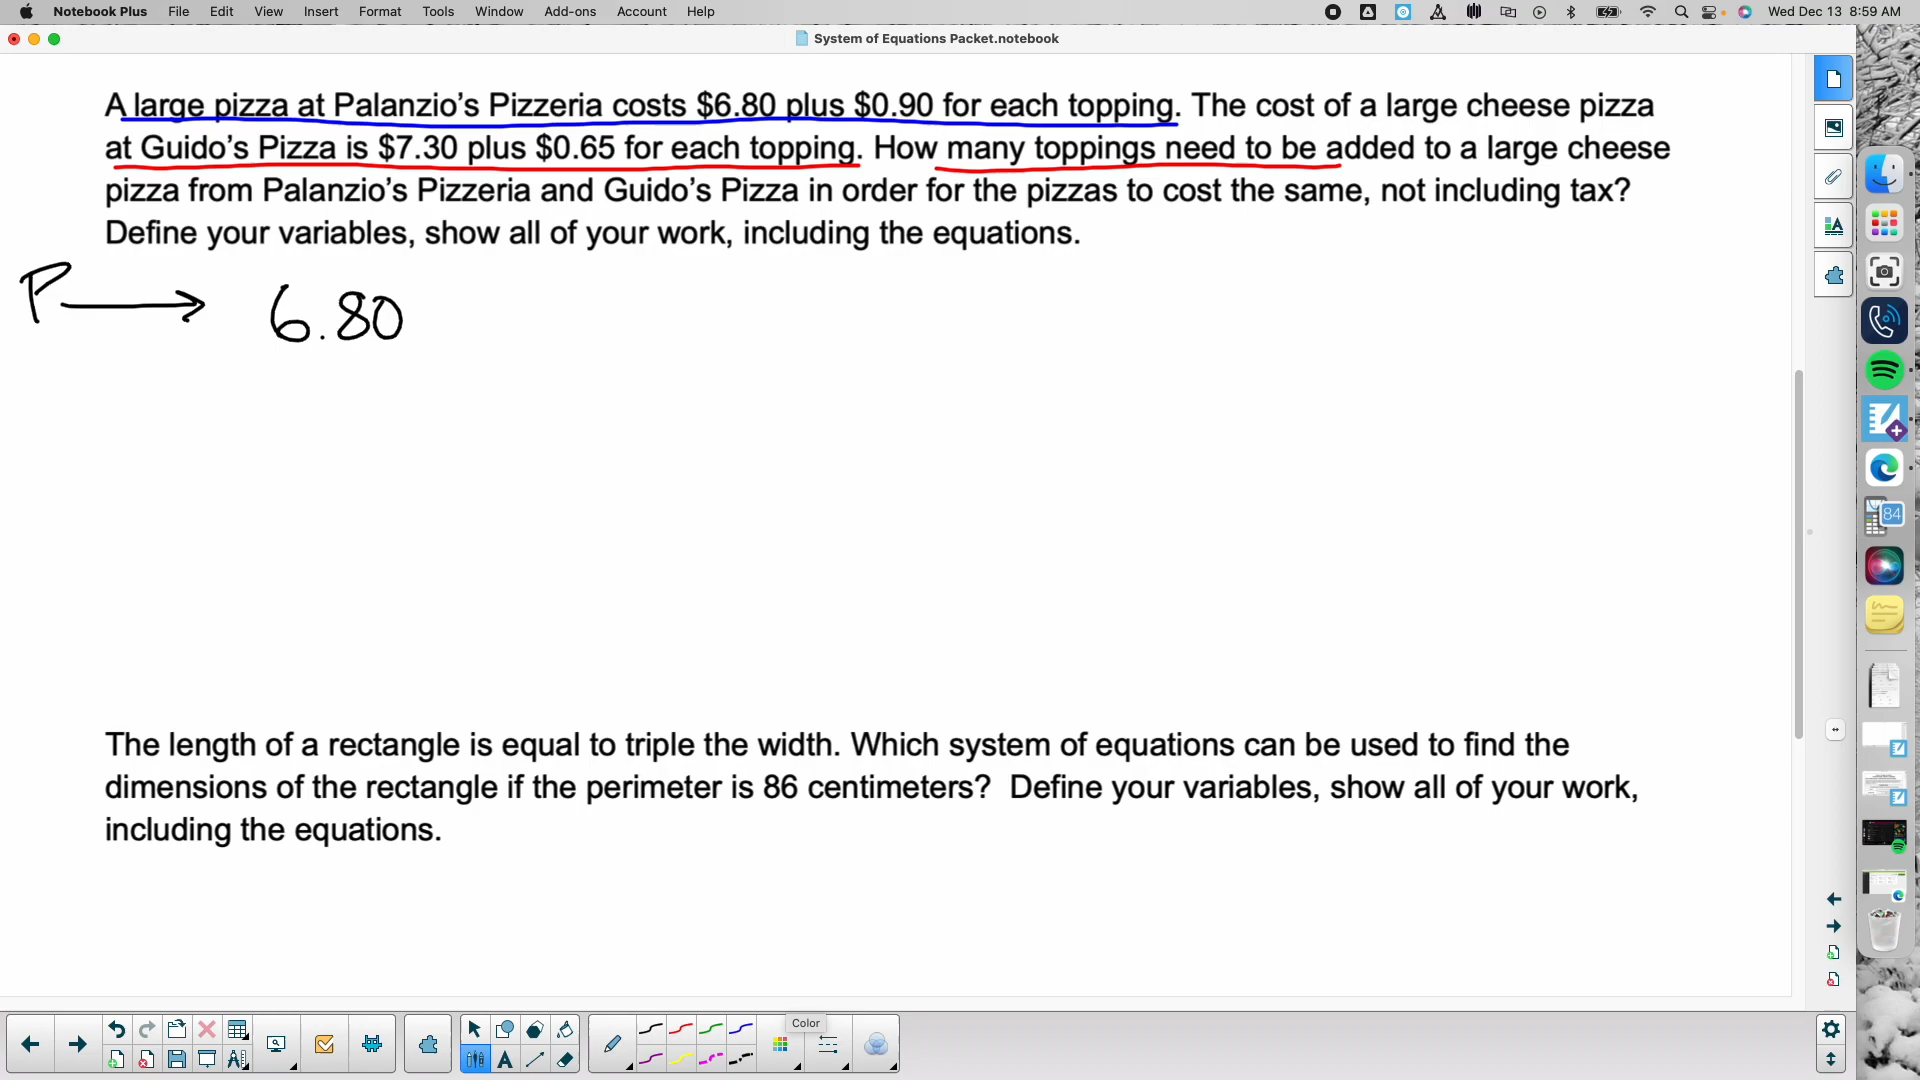 Notebook Plus File Edit View Insert Format Tools Window Add-ons Account Help Wed Dec 13 8:59 AM
System of Equations Packet.notebook
A large pizza at Palanzio’s Pizzeria costs $6.80 plus $0.90 for each topping. The cost of a large cheese pizza
at Guido’s Pizza is $7.30 plus $0.65 for each topping. How many toppings need to be added to a large cheese
pizza from Palanzio’s Pizzeria and Guido’s Pizza in order for the pizzas to cost the same, not including tax?
Define your variables, show all of your work, including the equations.
P → 6.80
84
The length of a rectangle is equal to triple the width. Which system of equations can be used to find the
dimensions of the rectangle if the perimeter is 86 centimeters? Define your variables, show all of your work,
including the equations.
Color